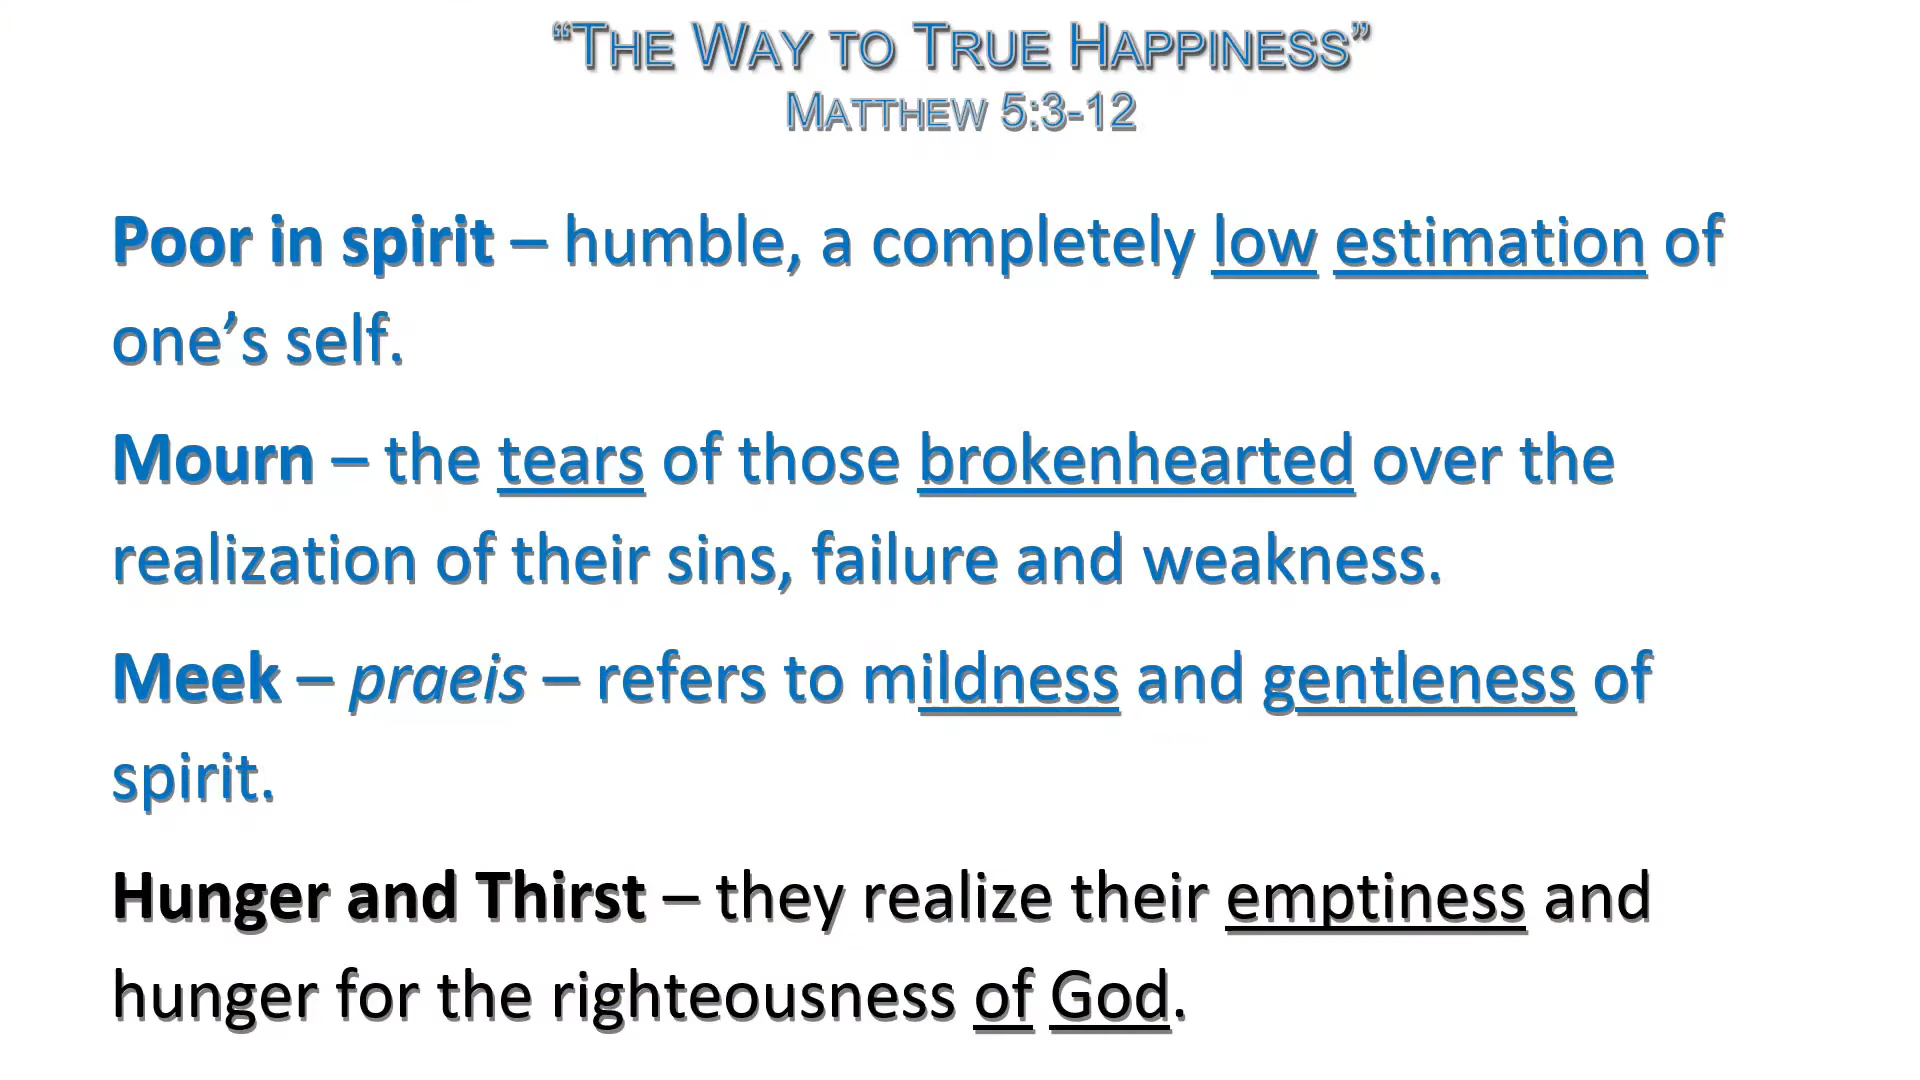 “The Way to True Happiness”
Matthew 5:3-12
Poor in spirit – humble, a completely low estimation of
one’s self.
Mourn – the tears of those brokenhearted over the
realization of their sins, failure and weakness.
Meek – praeis – refers to mildness and gentleness of
spirit.
Hunger and Thirst – they realize their emptiness and
hunger for the righteousness of God.